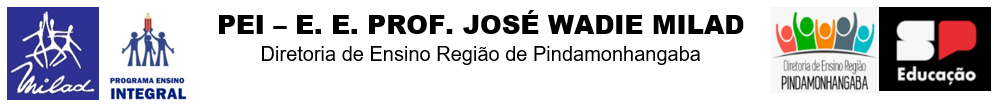 Milad
PROGRAMA ENSINO
INTEGRAL
PEI – E. E. PROF. JOSÉ WADIE MILAD
Diretoria de Ensino Região de Pindamonhangaba
Diretoria de Ensino Região
PINDAMONHANGABA
SP
Educação